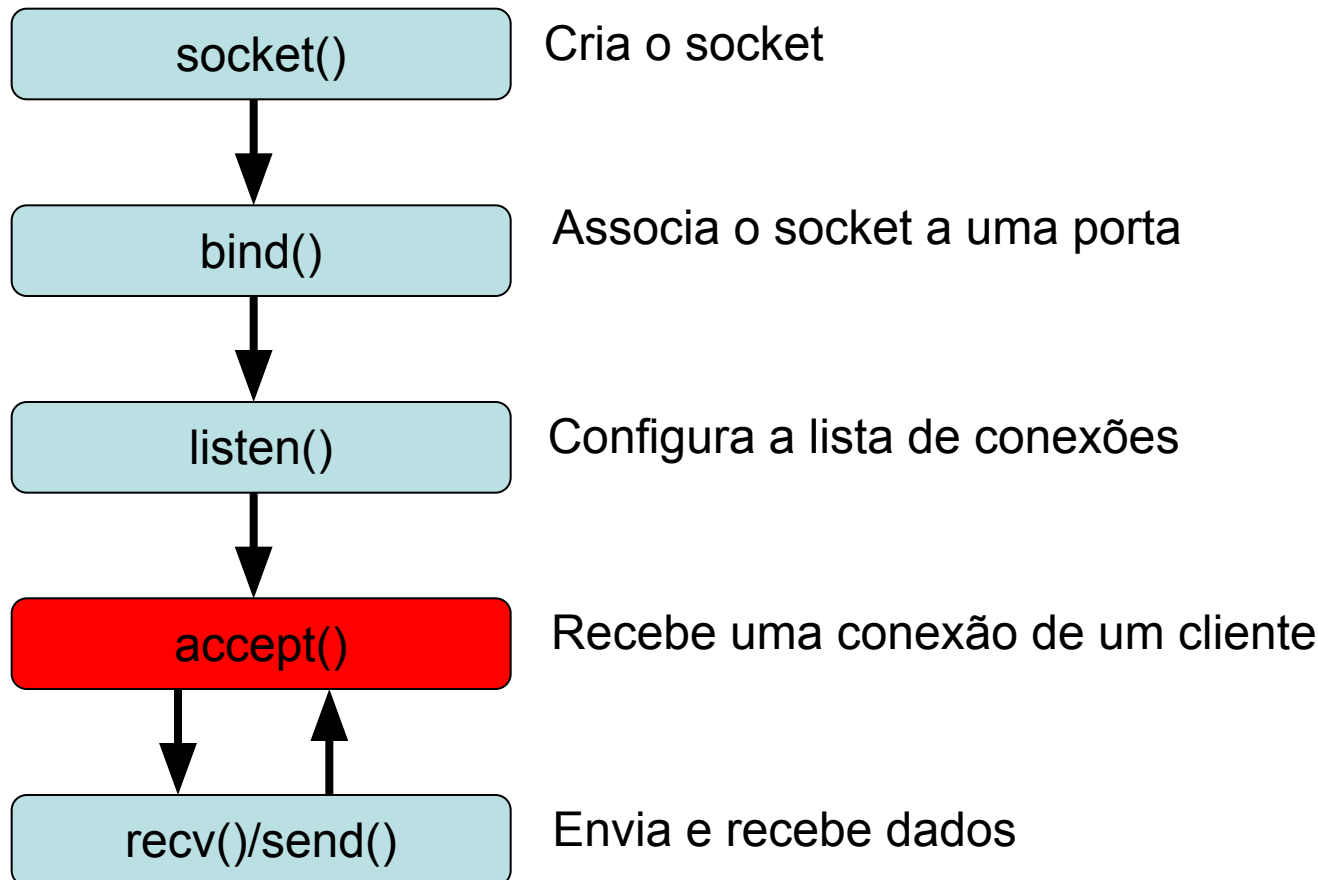 socket()
Cria o socket
bind()
Associa o socket a uma porta
listen()
Configura a lista de conexões
accept()
Recebe uma conexão de um cliente
recv()/send()
Envia e recebe dados